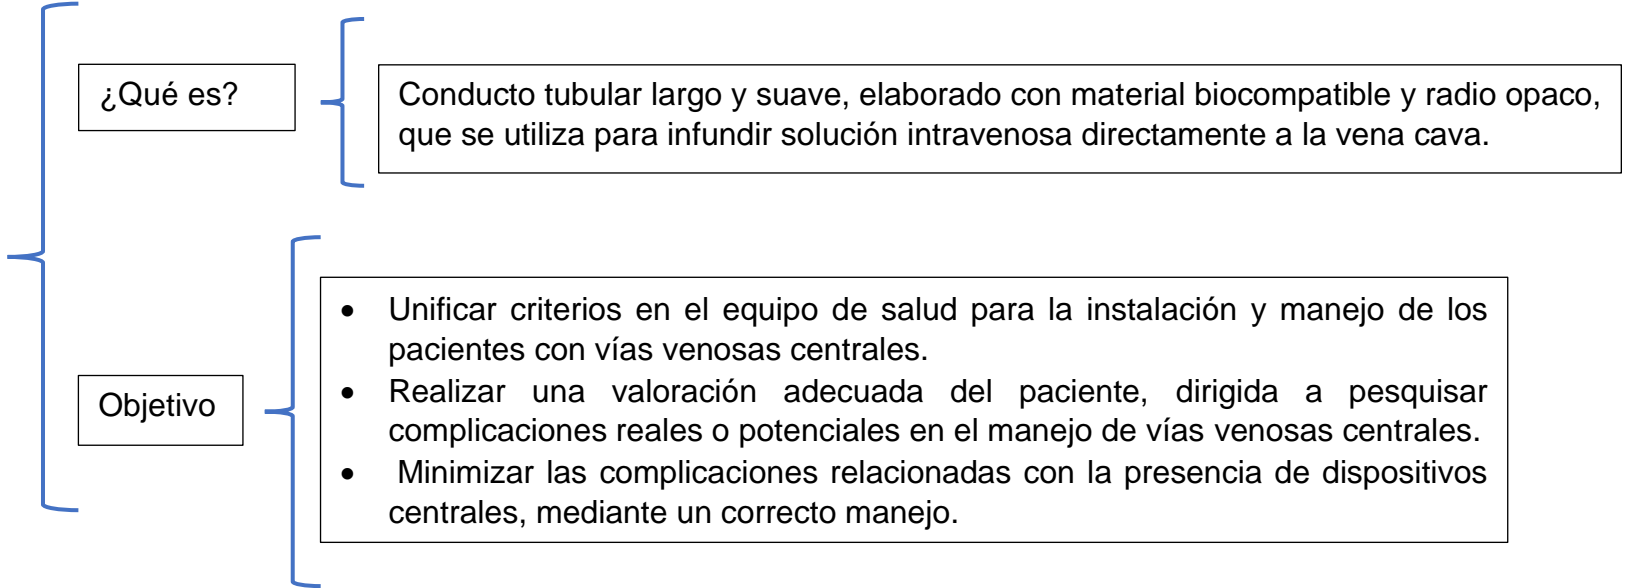 ¿Qué es?
Conducto tubular largo y suave, elaborado con material biocompatible y radio opaco,
que se utiliza para infundir solución intravenosa directamente a la vena cava.
Objetivo
• Unificar criterios en el equipo de salud para la instalación y manejo de los
pacientes con vías venosas centrales.
• Realizar una valoración adecuada del paciente, dirigida a pesquisar
complicaciones reales o potenciales en el manejo de vías venosas centrales.
• Minimizar las complicaciones relacionadas con la presencia de dispositivos
centrales, mediante un correcto manejo.